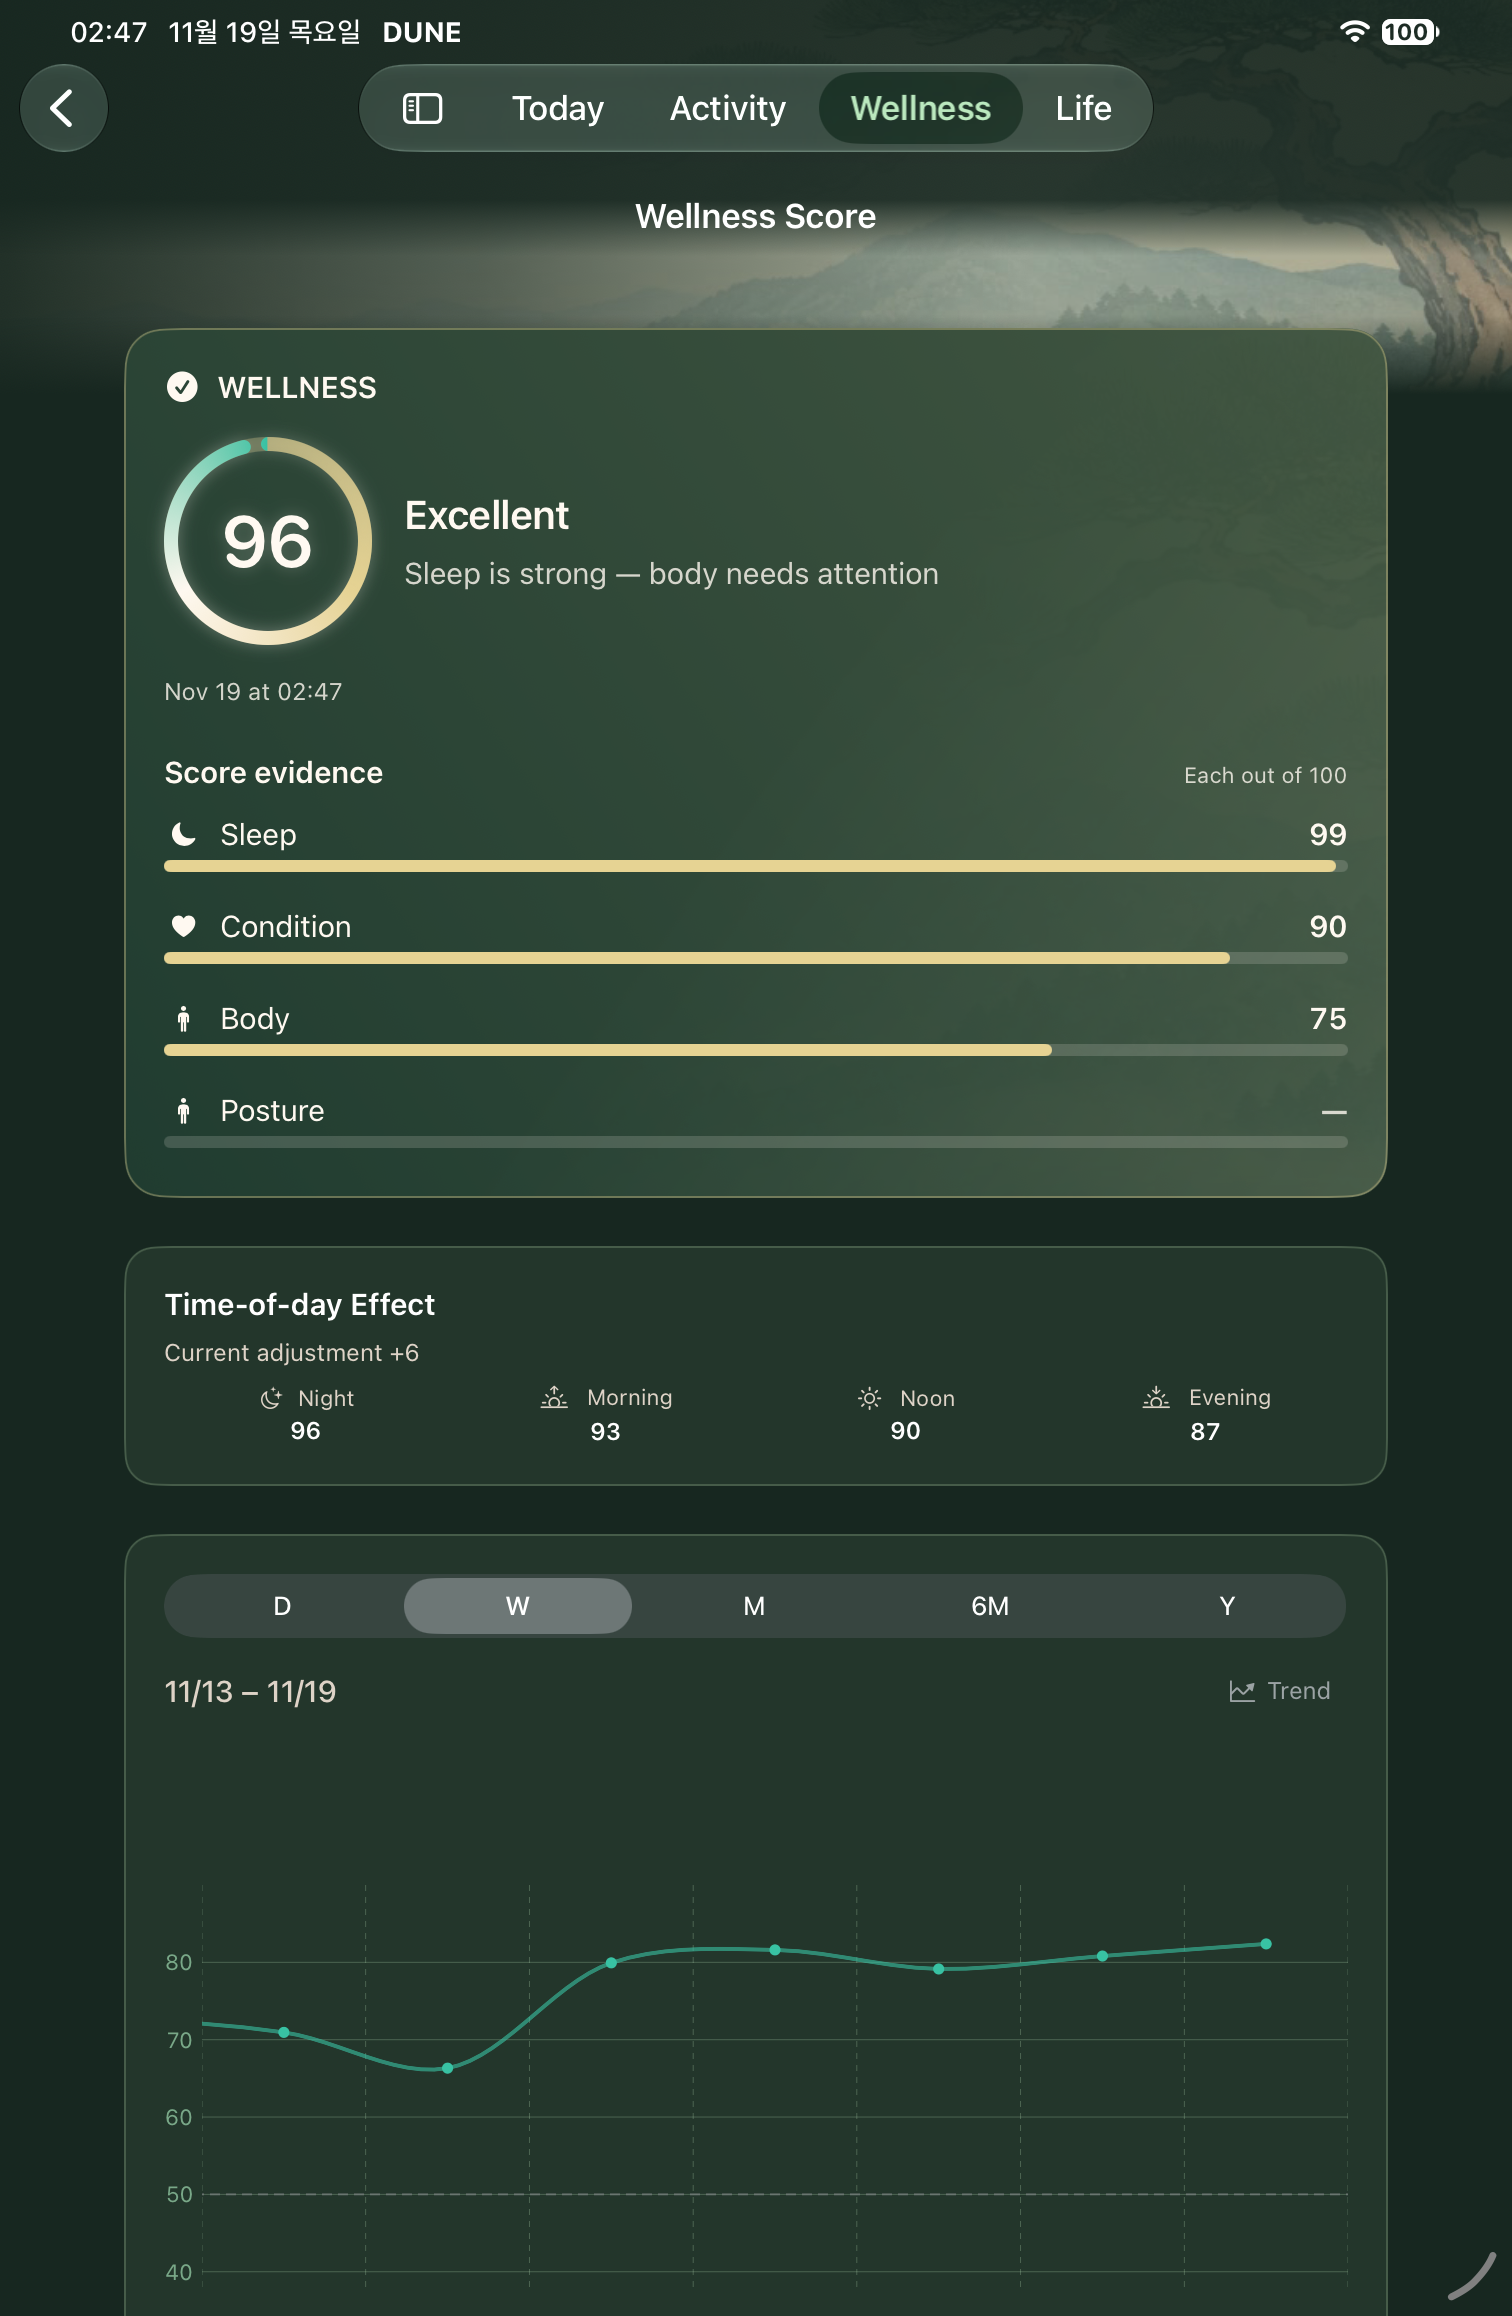 02:47 11월 19일 목요일 DUNE 100
Today Activity Wellness Life
Wellness Score
WELLNESS
96
Excellent
Sleep is strong — body needs attention
Nov 19 at 02:47
Score evidence Each out of 100
Sleep 99
Condition 90
Body 75
Posture —
Time-of-day Effect
Current adjustment +6
Night Morning Noon Evening
96 93 90 87
D W M 6M Y
11/13 – 11/19 Trend
80
70
60
50
40